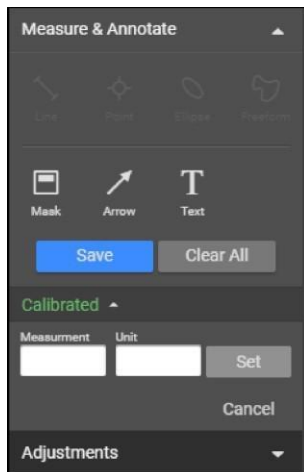 Measure & Annotate
Line Point Ellipse Freeform
Mask Arrow Text
Save Clear All
Calibrated
Measurment Unit
Set
Cancel
Adjustments